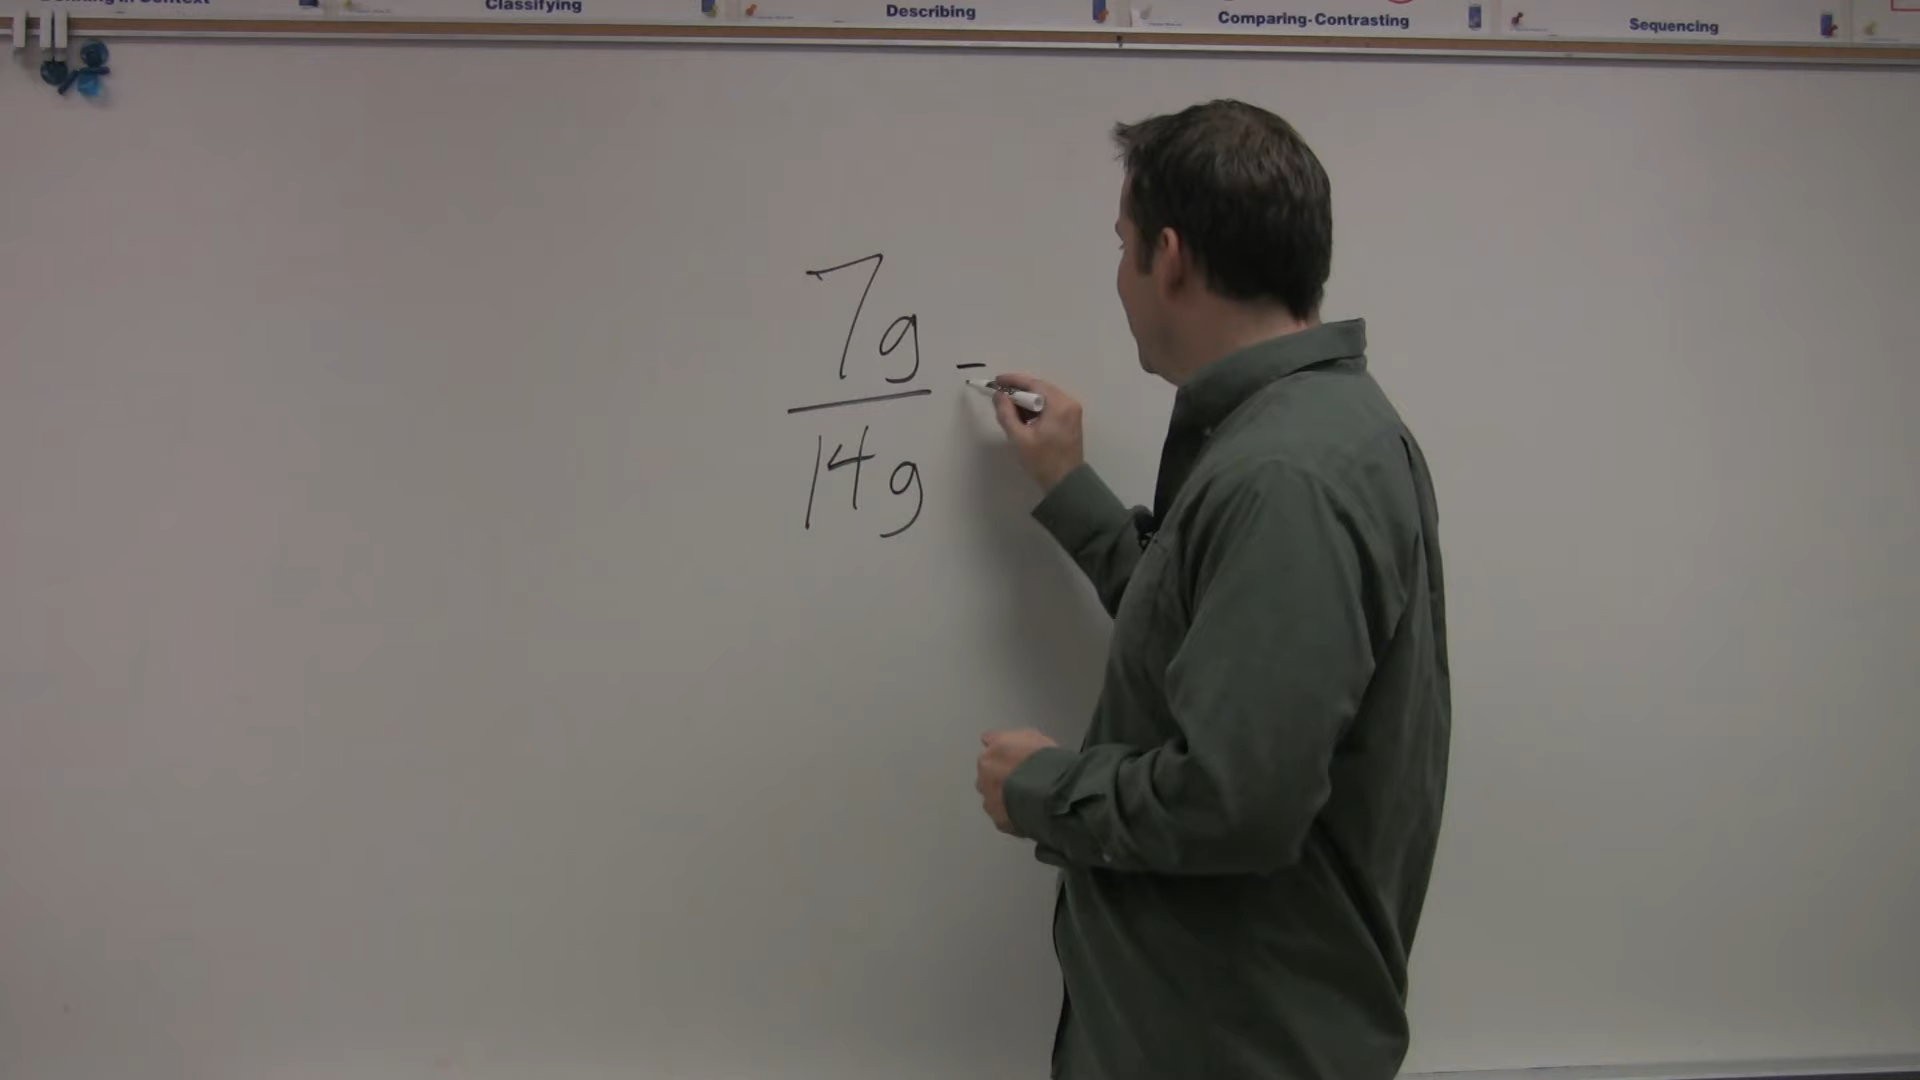 Classifying
Describing
Comparing-Contrasting
Sequencing
7g =
14g